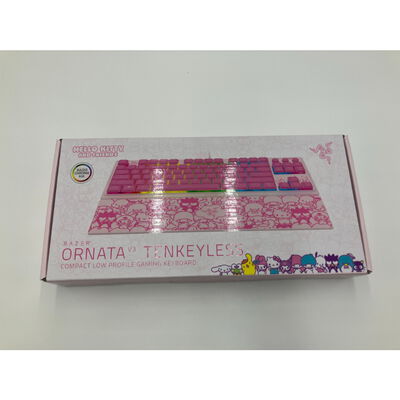 HELLO KITTY
AND FRIENDS
RAZER
ORNATA V3 TENKEYLESS
COMPACT LOW PROFILE GAMING KEYBOARD